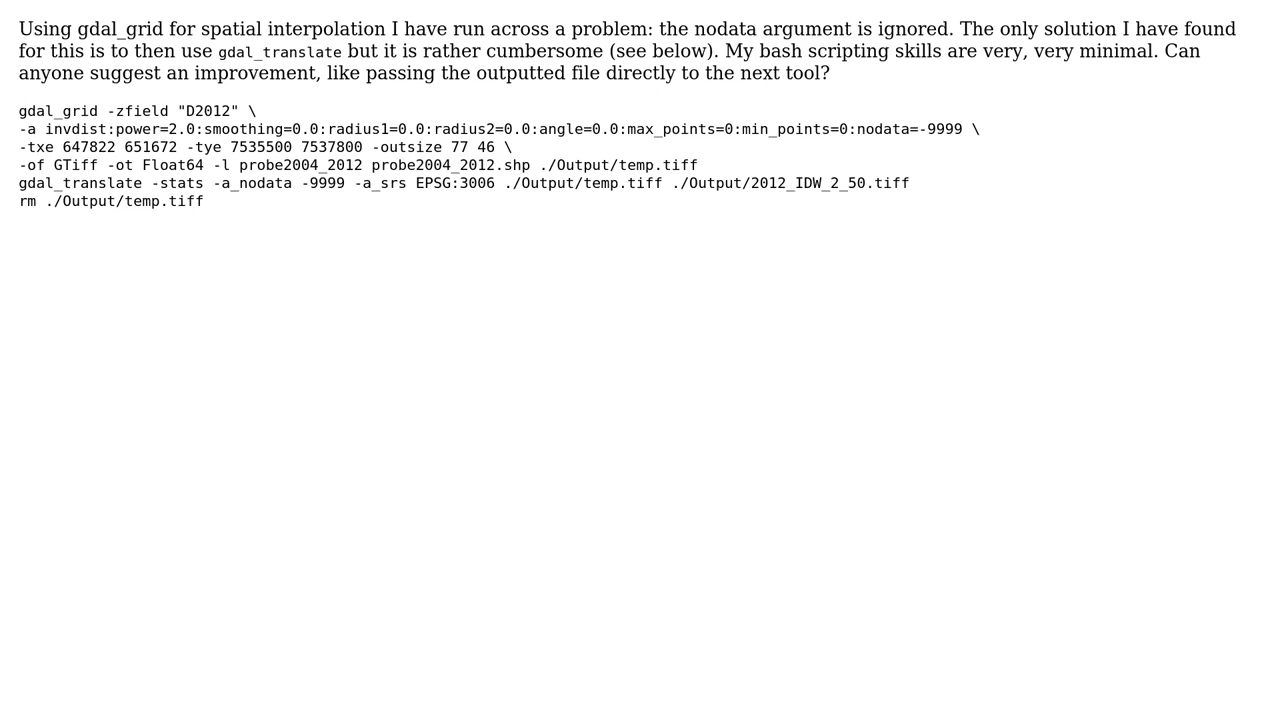 Using gdal_grid for spatial interpolation I have run across a problem: the nodata argument is ignored. The only solution I have found
for this is to then use gdal_translate but it is rather cumbersome (see below). My bash scripting skills are very, very minimal. Can
anyone suggest an improvement, like passing the outputted file directly to the next tool?
gdal_grid -zfield "D2012" \
-a invdist:power=2.0:smoothing=0.0:radius1=0.0:radius2=0.0:angle=0.0:max_points=0:min_points=0:nodata=-9999 \
-txe 647822 651672 -tye 7535500 7537800 -outsize 77 46 \
-of GTiff -ot Float64 -l probe2004_2012 probe2004_2012.shp ./Output/temp.tiff
gdal_translate -stats -a_nodata -9999 -a_srs EPSG:3006 ./Output/temp.tiff ./Output/2012_IDW_2_50.tiff
rm ./Output/temp.tiff